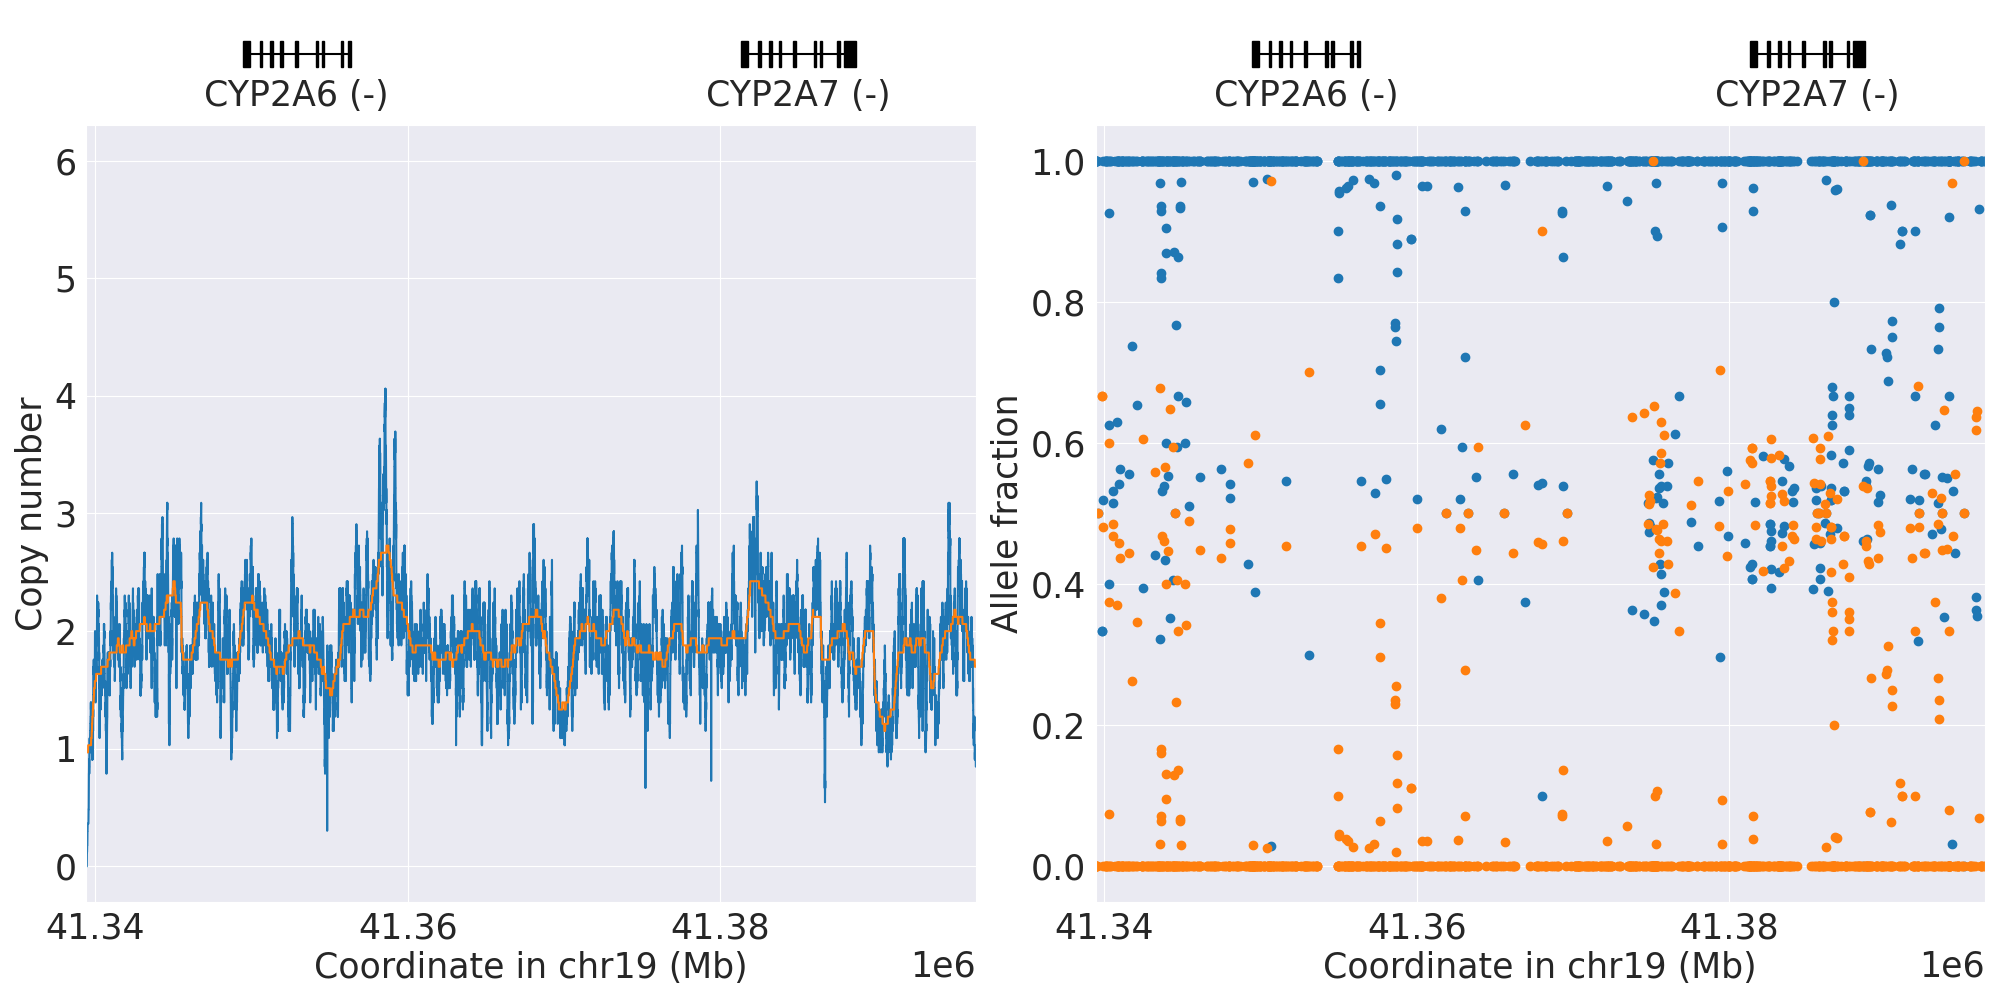 CYP2A6 (-) CYP2A7 (-)
6
5
4
3
2
1
0
Copy number
41.34 41.36 41.38
Coordinate in chr19 (Mb) 1e6
CYP2A6 (-) CYP2A7 (-)
1.0
0.8
0.6
0.4
0.2
0.0
Allele fraction
41.34 41.36 41.38
Coordinate in chr19 (Mb) 1e6